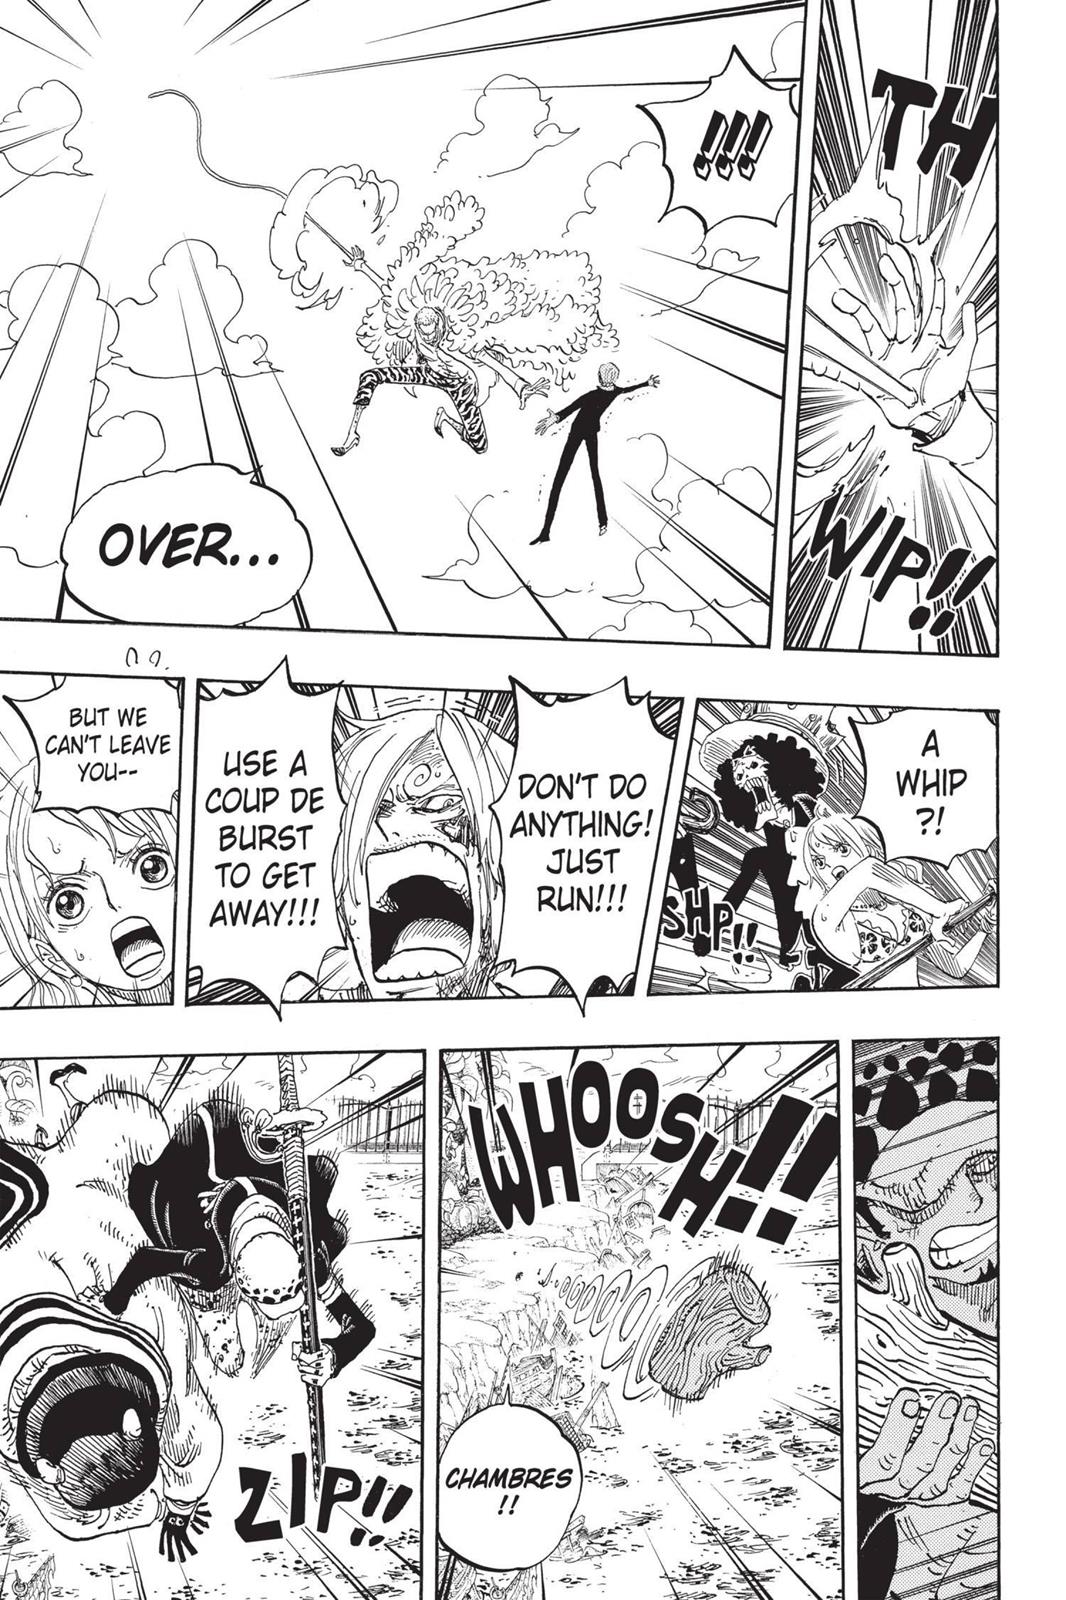 TH
WIP!!
!!!!
OVER...
A
WHIP
?!
SHP!!
DON'T DO
ANYTHING!
JUST
RUN!!!
USE A
COUP DE
BURST
TO GET
AWAY!!!
BUT WE
CAN'T LEAVE
YOU--
WHOOSH!!
CHAMBRES
!!
ZIP!!